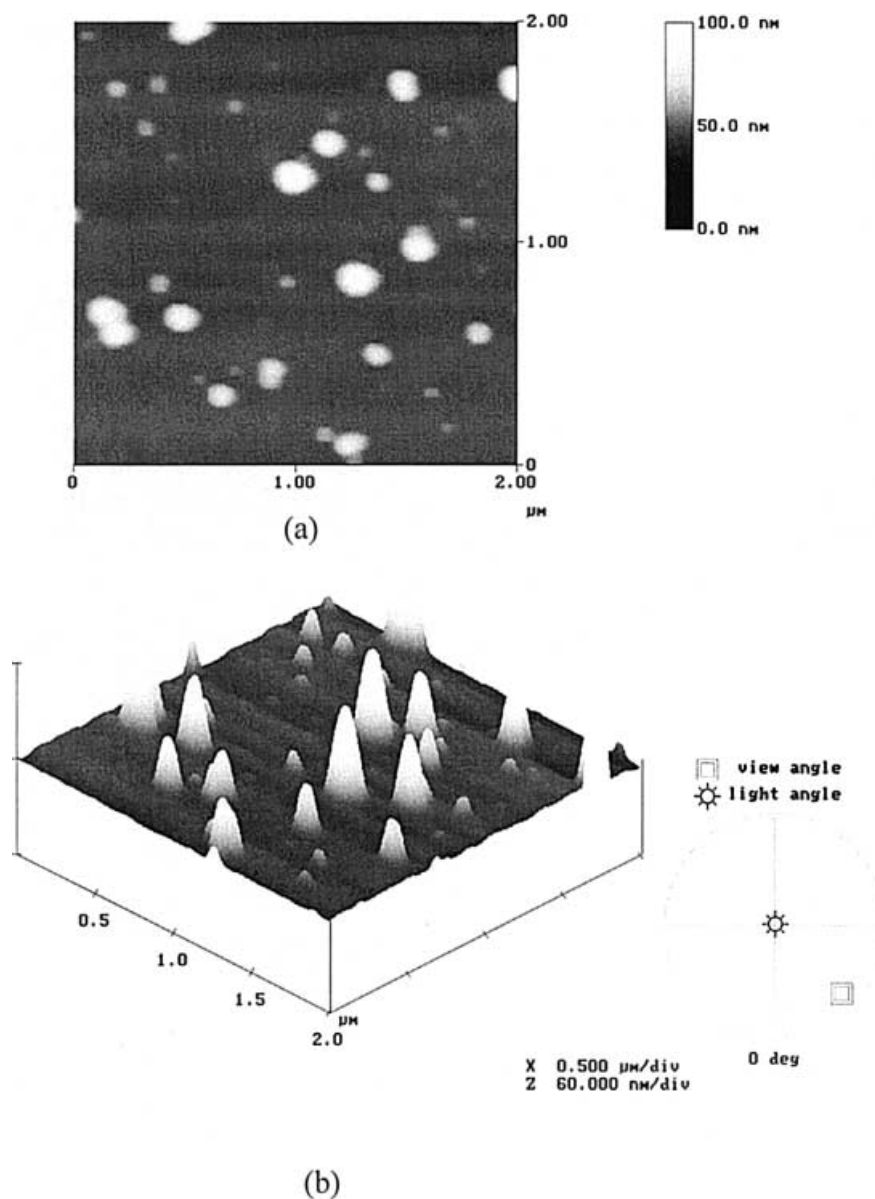 2.00
100.0 nm
50.0 nm
0.0 nm
1.00
0
0
1.00
2.00
μm
(a)
view angle
light angle
0.5
1.0
1.5
μm
2.0
0 deg
X 0.500 μm/div
Z 60.000 nm/div
(b)